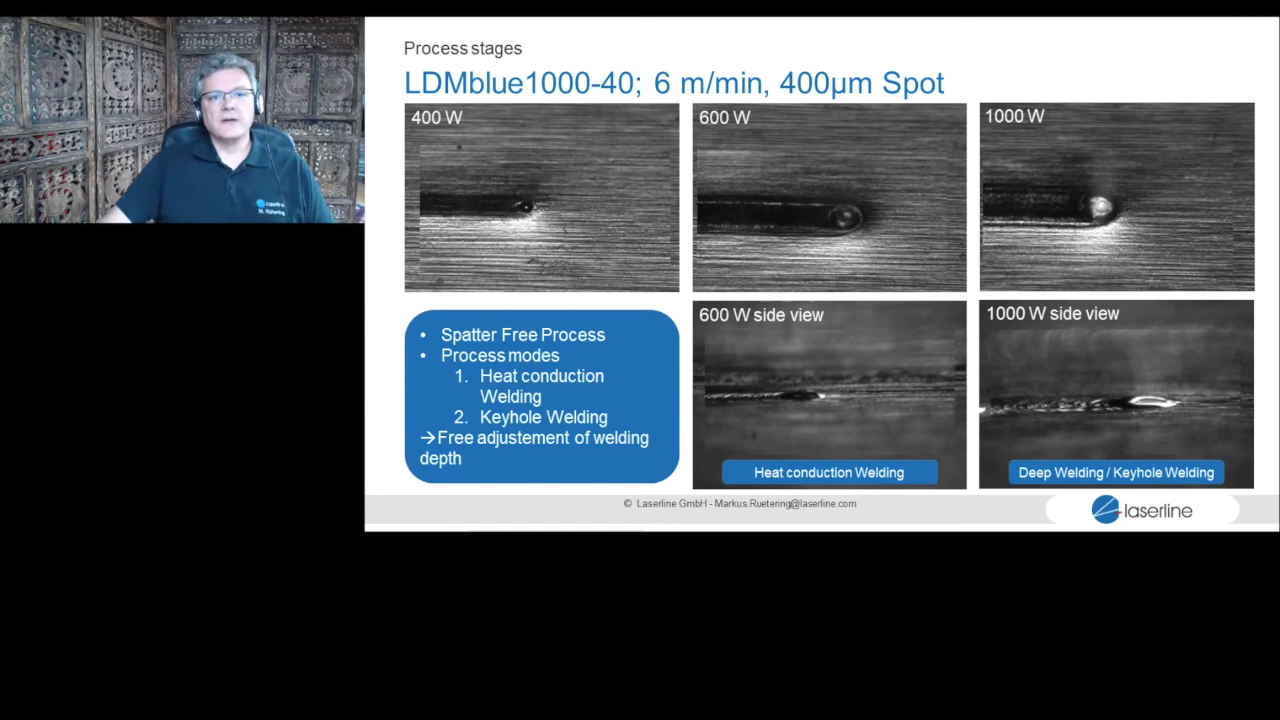 Process stages
LDMblue1000-40; 6 m/min, 400µm Spot
400 W
600 W
1000 W
• Spatter Free Process
• Process modes
1. Heat conduction
Welding
2. Keyhole Welding
→Free adjustement of welding
depth
600 W side view
Heat conduction Welding
1000 W side view
Deep Welding / Keyhole Welding
© Laserline GmbH - Markus.Ruetering@laserline.com
laserline
laserline
M. Rütering